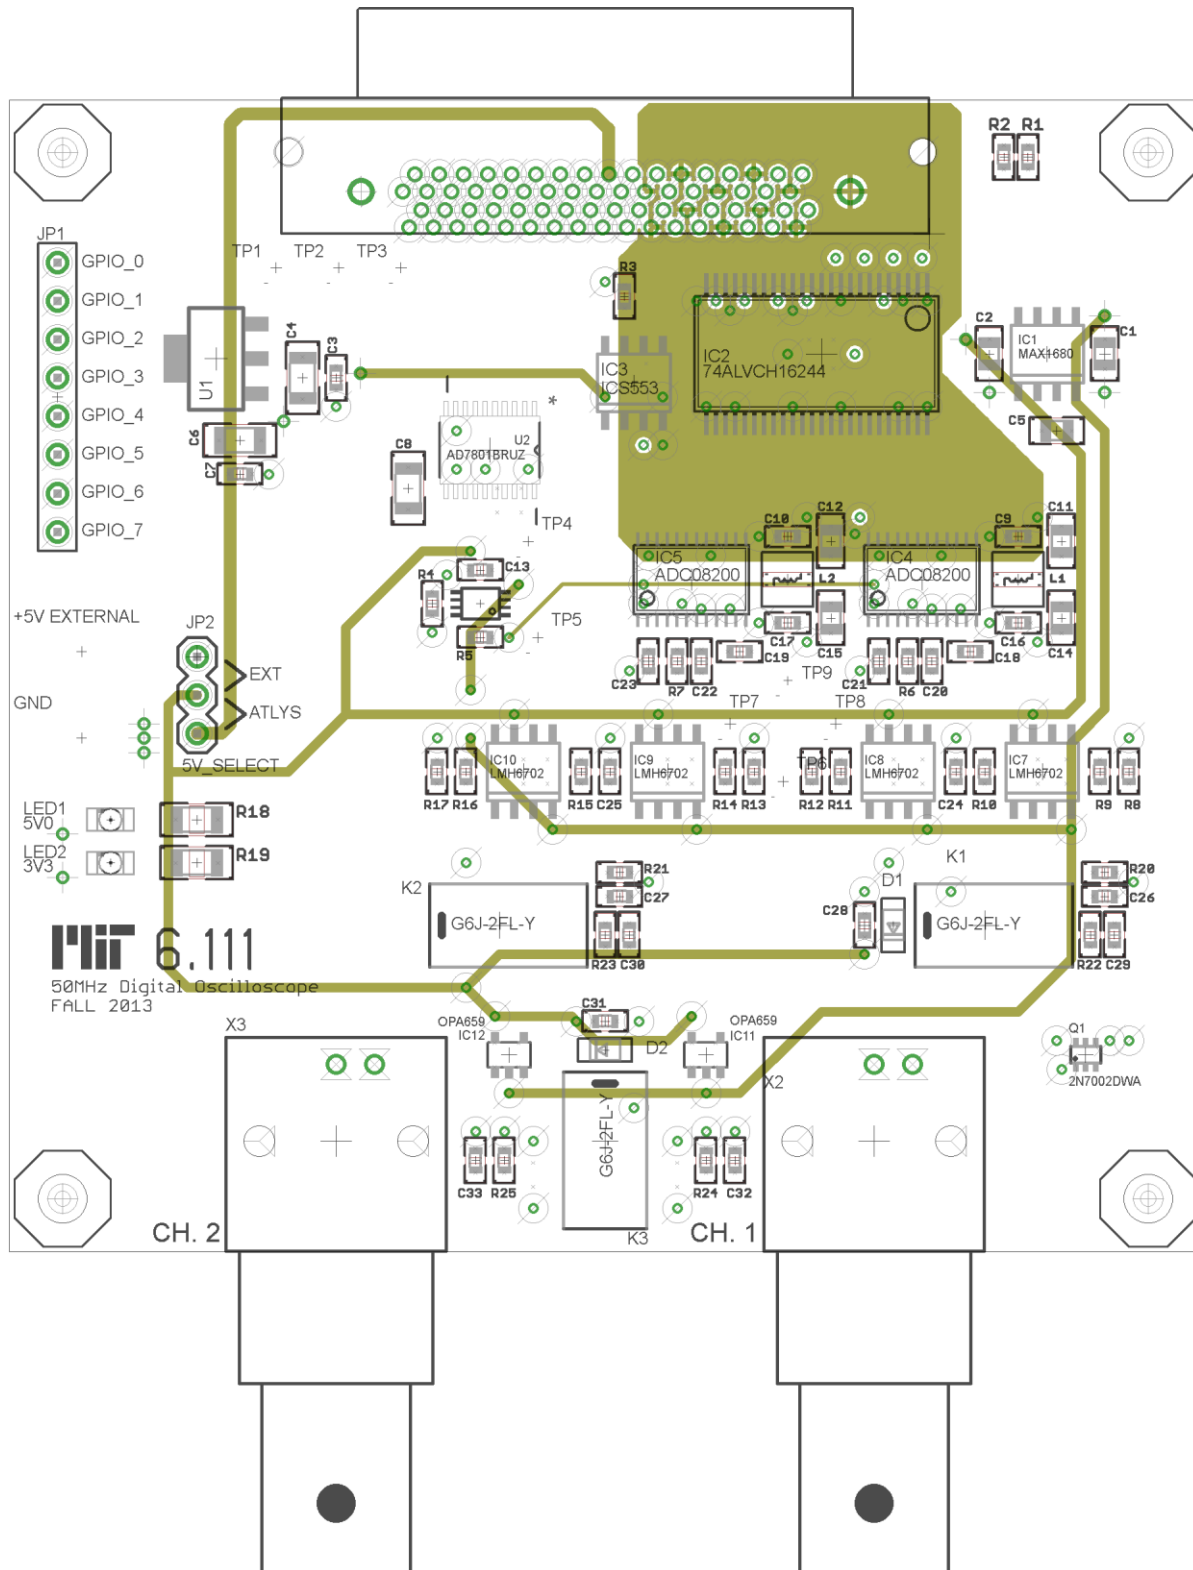 R2 R1
JP1
GPIO_0
GPIO_1
GPIO_2
GPIO_3
GPIO_4
GPIO_5
GPIO_6
GPIO_7
TP1 TP2 TP3
R3
U1
C4
C3
C6
C7
C8
*
U2
AD7801BRUZ
IC3
ICS553
IC2
74ALVCH16244
C2
IC1
MAX1680
C1
C5
TP4
C10 C12
C9 C11
IC5
ADC08200
L2
IC4
ADC08200
L1
C13
R4
R5
TP5
C17
C15
C16
C14
C19
C18
C23 R7 C22
TP9
C21 R6 C20
+5V EXTERNAL
JP2
EXT
GND
ATLYS
5V_SELECT
TP7
TP8
TP6
IC10
LMH6702
IC9
LMH6702
IC8
LMH6702
IC7
LMH6702
R17 R16
R15 C25
R14 R13
R12 R11
C24 R10
R9 R8
LED1
5V0
R18
LED2
3V3
R19
K2
G6J-2FL-Y
R21
C27
R23 C30
C28
D1
K1
G6J-2FL-Y
R20
C26
R22 C29
MIT 6.111
50MHz Digital Oscilloscope
FALL 2013
X3
OPA659
IC12
C31
D2
OPA659
IC11
X2
Q1
2N7002DWA
G6J-2FL-Y
C33 R25
R24 C32
K3
CH. 2
CH. 1